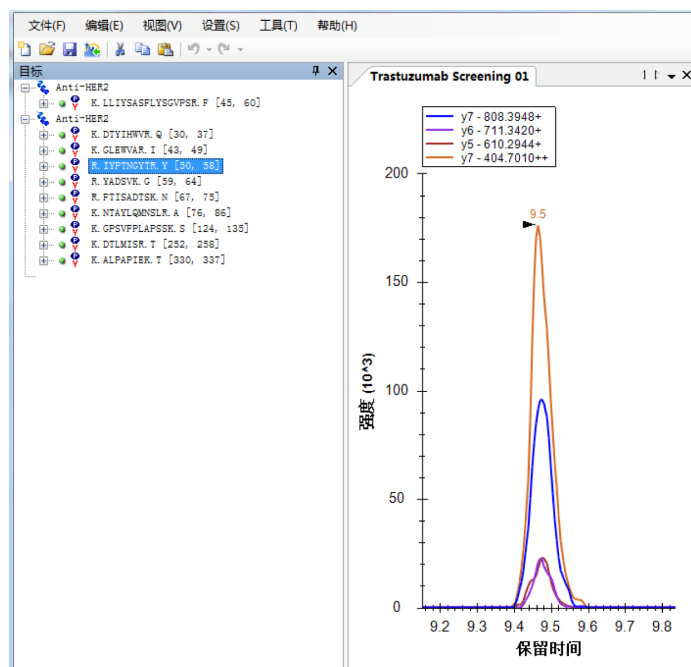 文件(F) 编辑(E) 视图(V) 设置(S) 工具(T) 帮助(H)
目标
Anti-HER2
K.LLIYSASFLYSGVPSR.F [45, 60]
Anti-HER2
K.DTYIHWVR.Q [30, 37]
K.GLEWVAR.I [43, 49]
R.IYPTNGYTR.Y [50, 58]
R.YADSVK.G [59, 64]
R.FTISADTSK.N [67, 75]
K.NTAYLQMNSLR.A [76, 86]
K.GPSVFPLAPSSK.S [124, 135]
K.DTLMISR.T [252, 258]
K.ALPAPIEK.T [330, 337]
Trastuzumab Screening 01
y7 - 808.3948+
y6 - 711.3420+
y5 - 610.2944+
y7 - 404.7010++
200
150
100
50
0
强度 (10^3)
9.5
9.2 9.3 9.4 9.5 9.6 9.7 9.8
保留时间